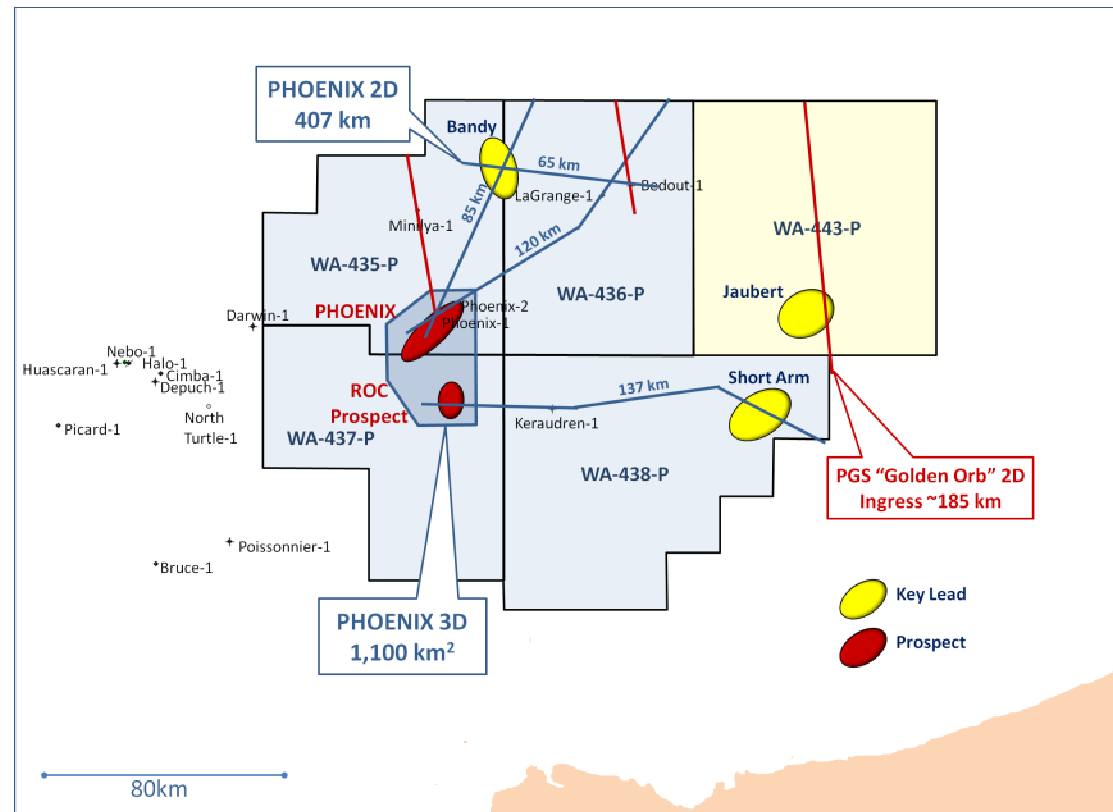 PHOENIX 2D
407 km
Bandy
65 km
Bedout-1
LaGrange-1
85 km
Minilya-1
120 km
WA-443-P
WA-435-P
WA-436-P
Jaubert
PHOENIX
Phoenix-2
Phoenix-1
Darwin-1
Nebo-1
Huascaran-1
Halo-1
Cimba-1
Depuch-1
ROC
Prospect
137 km
Short Arm
North
Turtle-1
Picard-1
Keraudren-1
WA-437-P
WA-438-P
PGS “Golden Orb” 2D
Ingress ~185 km
Poissonnier-1
Bruce-1
PHOENIX 3D
1,100 km²
Key Lead
Prospect
80km